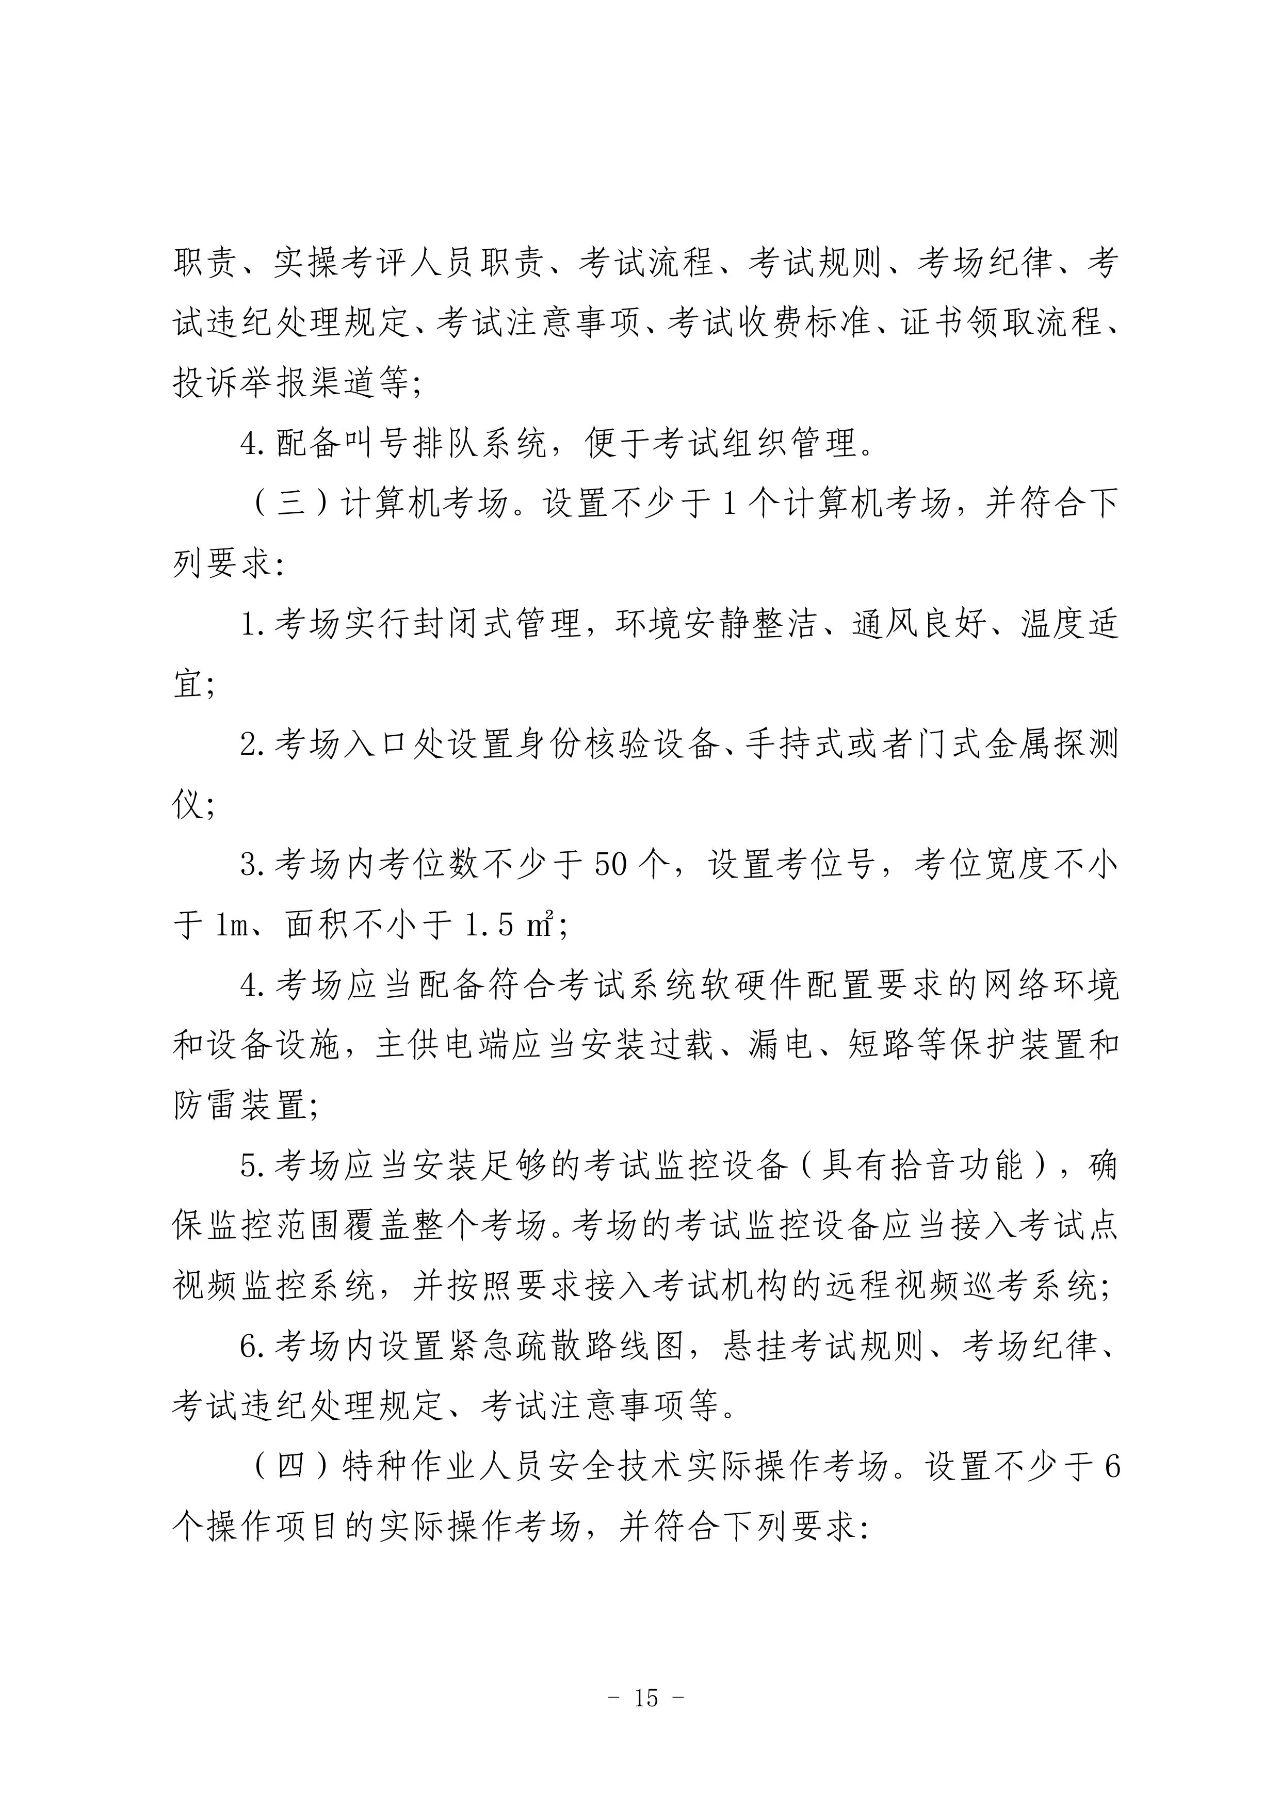 职责、实操考评人员职责、考试流程、考试规则、考场纪律、考
试违纪处理规定、考试注意事项、考试收费标准、证书领取流程、
投诉举报渠道等；
4.配备叫号排队系统，便于考试组织管理。
（三）计算机考场。设置不少于 1 个计算机考场，并符合下
列要求：
1.考场实行封闭式管理，环境安静整洁、通风良好、温度适
宜；
2.考场入口处设置身份核验设备、手持式或者门式金属探测
仪；
3.考场内考位数不少于 50 个，设置考位号，考位宽度不小
于 1m、面积不小于 1.5 ㎡；
4.考场应当配备符合考试系统软硬件配置要求的网络环境
和设备设施，主供电端应当安装过载、漏电、短路等保护装置和
防雷装置；
5.考场应当安装足够的考试监控设备（具有拾音功能），确
保监控范围覆盖整个考场。考场的考试监控设备应当接入考试点
视频监控系统，并按照要求接入考试机构的远程视频巡考系统；
6.考场内设置紧急疏散路线图，悬挂考试规则、考场纪律、
考试违纪处理规定、考试注意事项等。
（四）特种作业人员安全技术实际操作考场。设置不少于 6
个操作项目的实际操作考场，并符合下列要求：
- 15 -